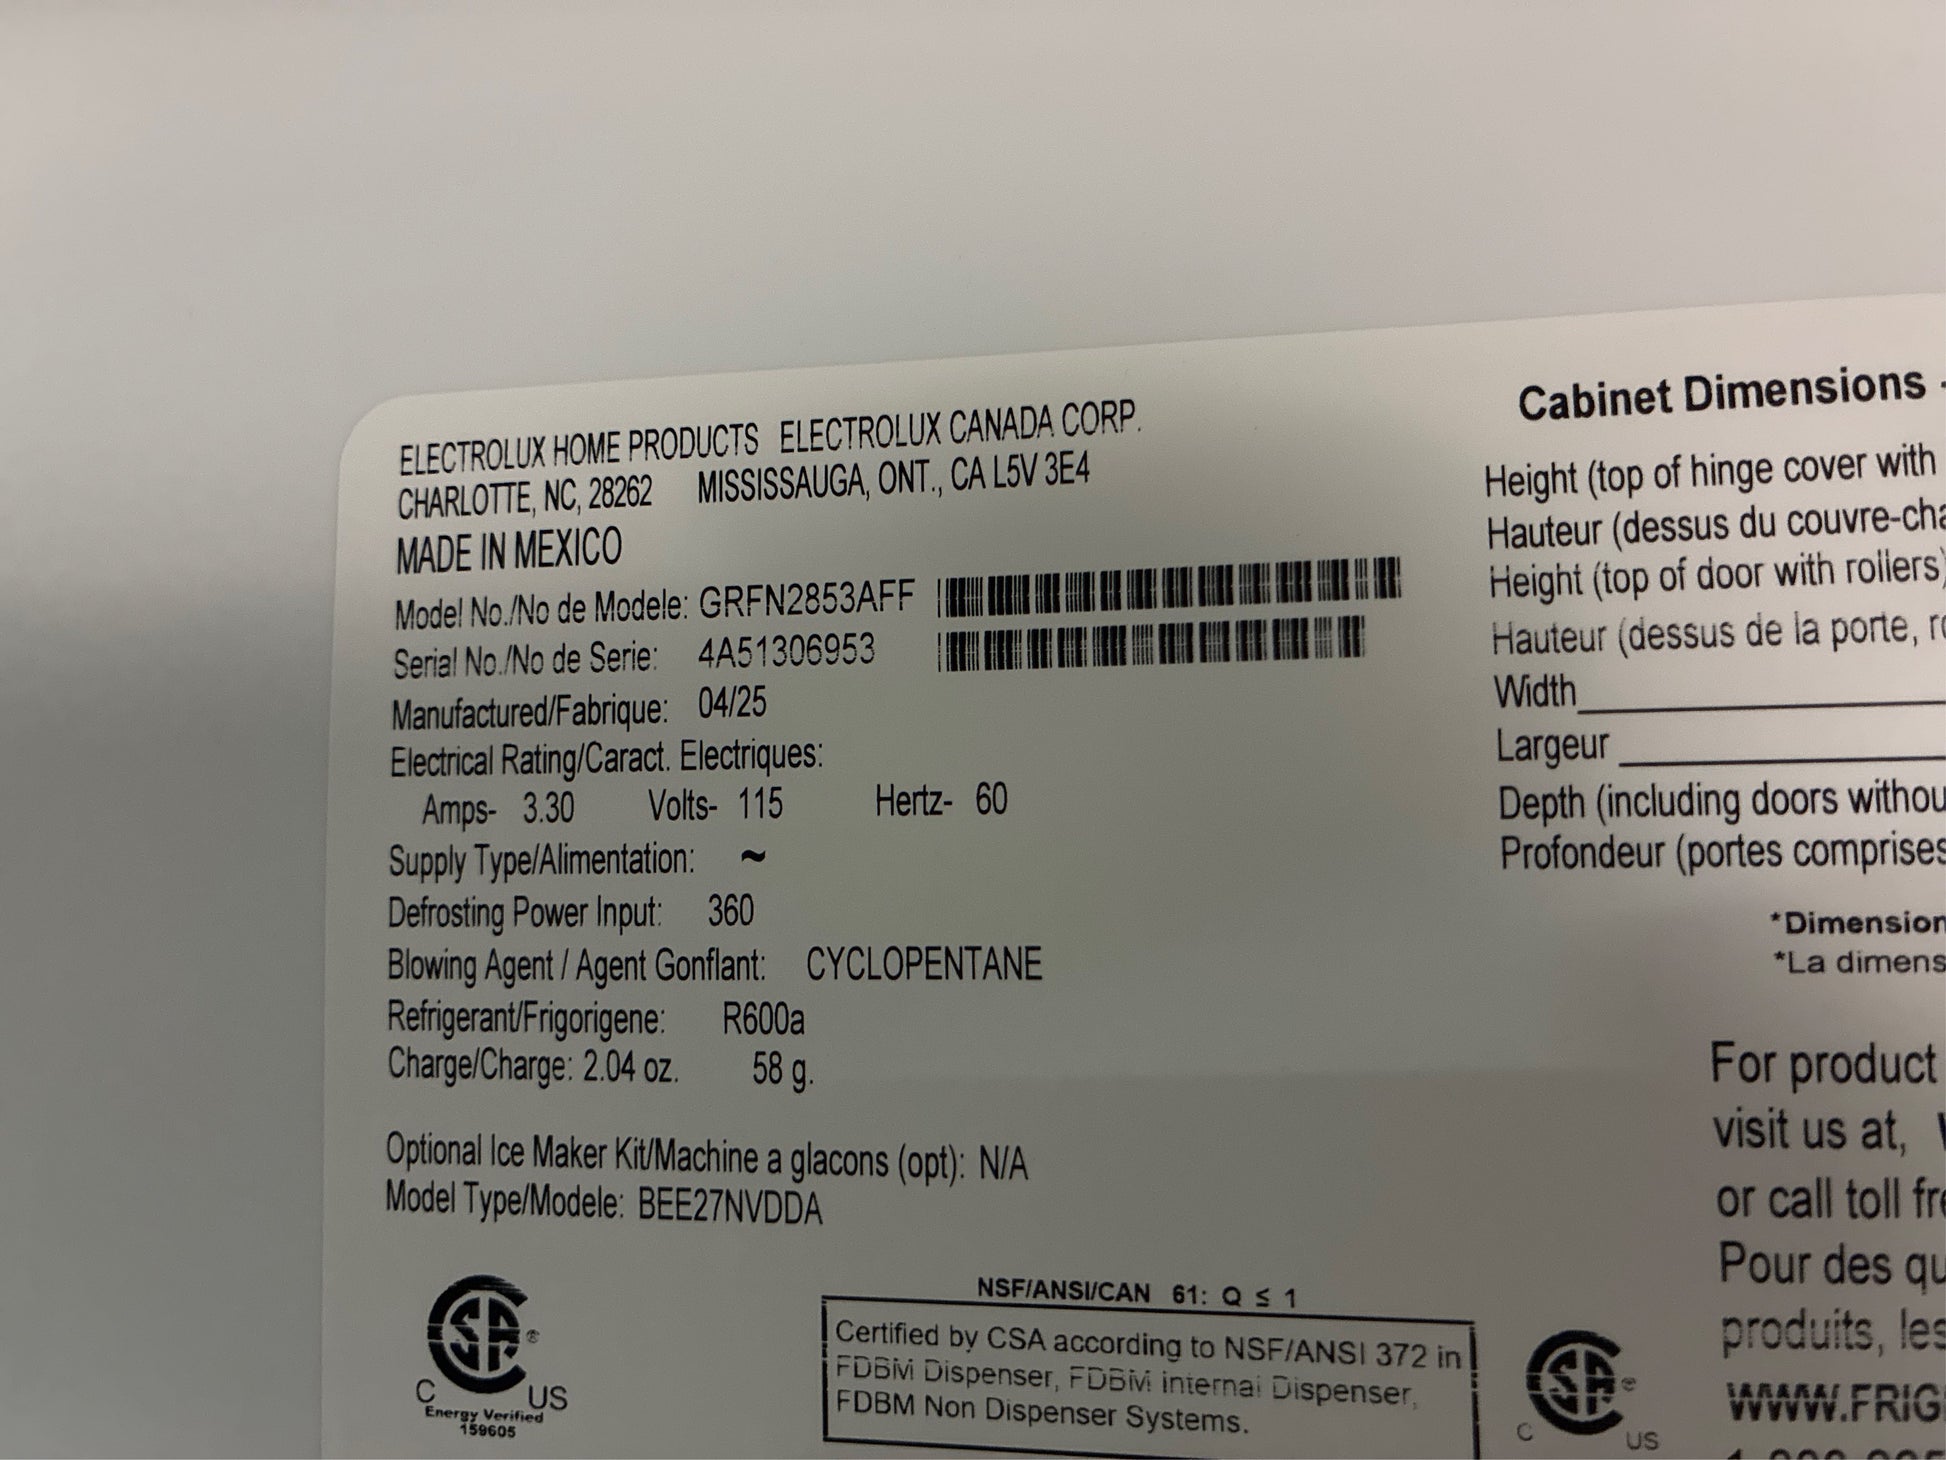 ELECTROLUX HOME PRODUCTS ELECTROLUX CANADA CORP.
CHARLOTTE, NC, 28262 MISSISSAUGA, ONT., CA L5V 3E4
MADE IN MEXICO
Model No./No de Modele: GRFN2853AFF
Serial No./No de Serie: 4A51306953
Manufactured/Fabrique: 04/25
Electrical Rating/Caract. Electriques:
Amps- 3.30 Volts- 115 Hertz- 60
Supply Type/Alimentation: ~
Defrosting Power Input: 360
Blowing Agent / Agent Gonflant: CYCLOPENTANE
Refrigerant/Frigorigene: R600a
Charge/Charge: 2.04 oz. 58 g.
Optional Ice Maker Kit/Machine a glacons (opt): N/A
Model Type/Modele: BEE27NVDDA
CSA®
C US
Energy Verified
159605
NSF/ANSI/CAN 61: Q ≤ 1
Certified by CSA according to NSF/ANSI 372 in
FDBM Dispenser, FDBM internal Dispenser,
FDBM Non Dispenser Systems.
CSA®
C US
Cabinet Dimensions -
Height (top of hinge cover with
Hauteur (dessus du couvre-cha
Height (top of door with rollers)
Hauteur (dessus de la porte, ro
Width
Largeur
Depth (including doors withou
Profondeur (portes comprises
*Dimension
*La dimens
For product
visit us at,
or call toll fre
Pour des qu
produits, les
WWW.FRIGI